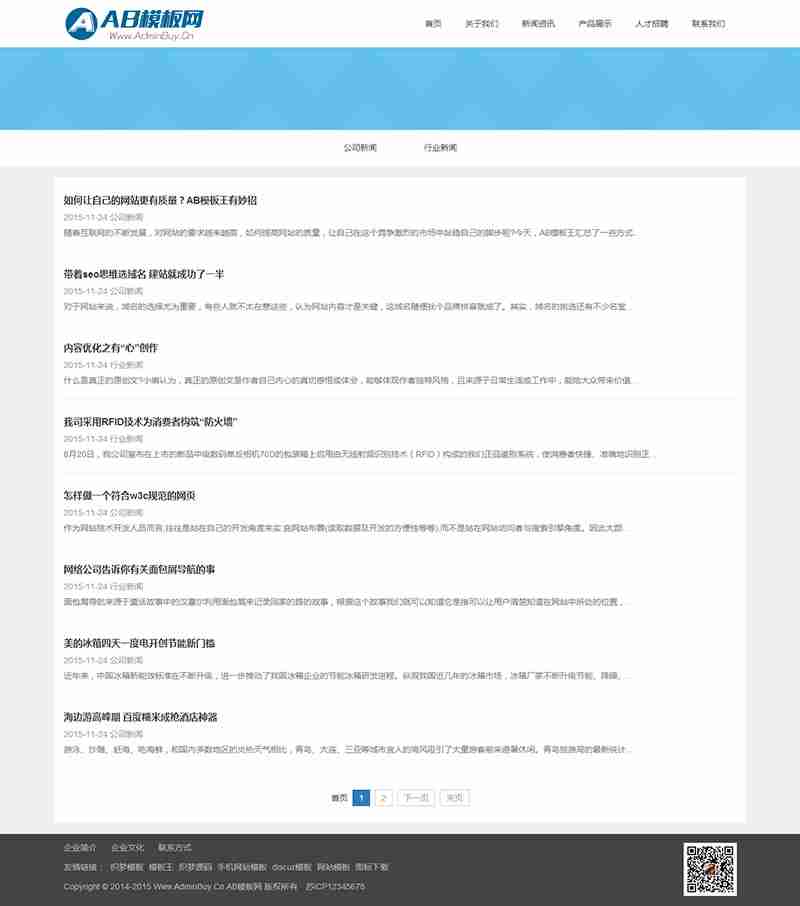 AB模板网
Www.AdminBuy.Cn
首页 关于我们 新闻资讯 产品展示 人才招聘 联系我们
公司新闻 行业新闻
如何让自己的网站更有质量？AB模板王有妙招
2015-11-24 公司新闻
随着互联网的不断发展，对网站的要求越来越高，如何提高网站的质量，让自己在这个竞争激烈的市场中站稳自己的脚步呢?今天，AB模板王汇总了一些方式...
带着seo思维选域名 建站就成功了一半
2015-11-24 公司新闻
对于网站来说，域名的选择尤为重要，有些人就不太在意这些，认为网站内容才是关键，这域名随便找个品牌拼音就成了。其实，域名的挑选还有不少名堂...
内容优化之有“心”创作
2015-11-24 行业新闻
什么是真正的原创文?小编认为，真正的原创文是作者自己内心的真切感悟或体会，能够体现作者独特风格，且来源于日常生活或工作中，能给大众带来价值...
我司采用RFID技术为消费者构筑“防火墙”
2015-11-24 行业新闻
8月20日，我公司宣布在上市的新品中级数码单反相机70D的包装箱上启用由无线射频识别技术（RFID）构成的我们正品鉴别系统，使消费者快捷、准确地识别正...
怎样做一个符合w3c规范的网页
2015-11-24 公司新闻
作为网站技术开发人员而言,往往是站在自己的开发角度来实施网站布署(读取数据及开发的方便性等等),而不是站在网站访问者与搜索引擎角度。因此大部...
网络公司告诉你有关面包屑导航的事
2015-11-24 行业新闻
面包屑导航来源于童话故事中的汉塞尔利用面包屑来记录回家的路的故事，根据这个故事我们就可以知道它是指可以让用户清楚知道在网站中所处的位置，...
美的冰箱四天一度电开创节能新门槛
2015-11-24 公司新闻
近年来，中国冰箱新能效标准在不断升级，进一步推动了我国冰箱企业的节能冰箱研发进程。纵观我国近几年的冰箱市场，冰箱厂家不断升级节能、降噪、...
海边游高峰期 百度糯米成抢酒店神器
2015-11-24 公司新闻
游泳、沙雕、赶海、吃海鲜，和国内多数地区的炎热天气相比，青岛、大连、三亚等城市宜人的海风吸引了大量游客前来避暑休闲。青岛旅游局的最新统计...
首页 1 2 下一页 末页
企业简介 企业文化 联系方式
友情链接： 织梦模板 模板王 织梦源码 手机网站模板 discuz模板 网站模板 图标下载
Copyright © 2014-2015 Www.AdminBuy.Cn AB模板网 版权所有 苏ICP12345678